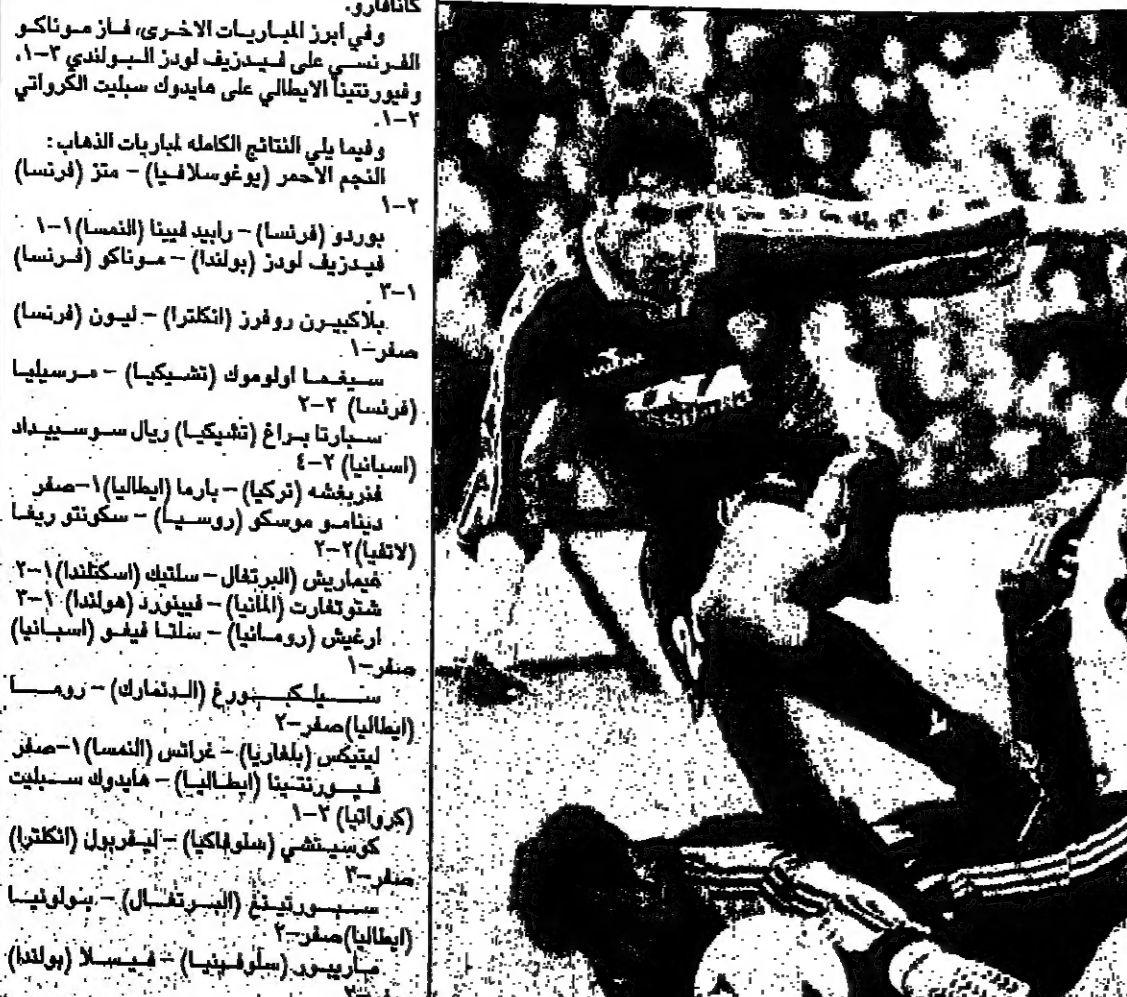 كانافارو.
وفي ابرز المباريات الاخرى، فاز موناكو
الفرنسي على فيدزيف لودز البولندي ٣-١،
وفيورنتينا الايطالي على هايدوك سبليت الكرواتي
٢-١.
وفيما يلي النتائج الكامله لمباريات الذهاب:
النجم الاحمر (يوغوسلافيا) - متز (فرنسا)
٢-١
بوردو (فرنسا) - رابيد فيينا (النمسا) ١-١
فيدزيف لودز (بولندا) - موناكو (فرنسا)
١-٣
بلاكبيرن روفرز (انكلترا) - ليون (فرنسا)
صفر-١
سيغما اولوموك (تشيكيا) - مرسيليا
(فرنسا) ٢-٢
سبارتا براغ (تشيكيا) ريال سوسييداد
(اسبانيا) ٢-٤
فنربغشه (تركيا) - بارما (ايطاليا) ١-صفر
دينامو موسكو (روسيا) - سكونتو ريغا
(لاتفيا) ٢-٢
غيماريش (البرتغال - سلتيك (اسكتلندا) ١-٢
شتوتغارت (المانيا) - فيينورد (هولندا) ١-٣
ارغيش (رومانيا) - سلتا فيغو (اسبانيا)
صفر-١
سيلكبورغ (الدنمارك) - روما
(ايطاليا) صفر-٢
ليتيكس (بلغاريا) - غراتس (النمسا) ١-صفر
فيورنتينا (ايطاليا) - هايدوك سبليت
(كرواتيا) ٢-١
كوسيتشي (سلوفاكيا) - ليفربول (انكلترا)
صفر-٣
سبورتينغ (البرتغال) - بولونيا
(ايطاليا) صفر-٢
ماريبور (سلوفينيا) - فيسلا (بولندا)